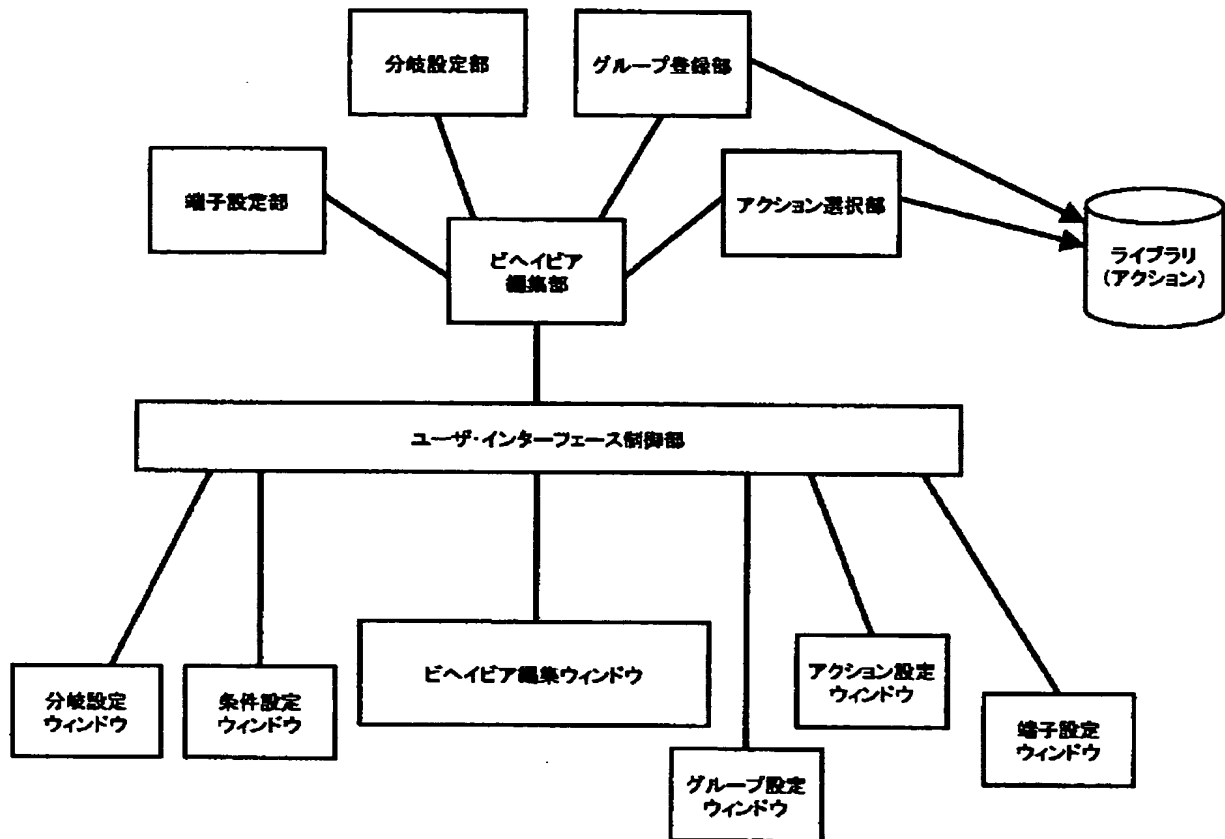 分岐設定部
グループ登録部
端子設定部
アクション選択部
ビヘイビア
編集部
ライブラリ
(アクション)
ユーザ・インターフェース制御部
分岐設定
ウィンドウ
条件設定
ウィンドウ
ビヘイビア編集ウィンドウ
アクション設定
ウィンドウ
端子設定
ウィンドウ
グループ設定
ウィンドウ